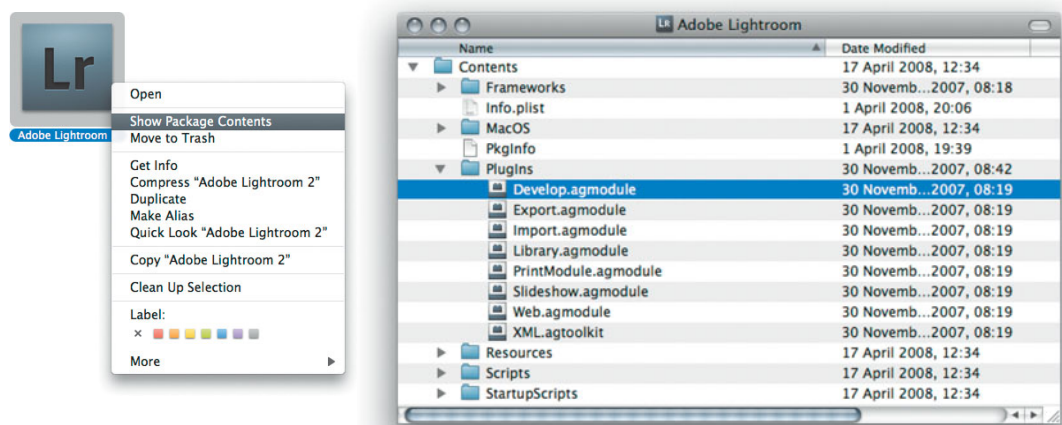 Lr
Adobe Lightroom
Open
Show Package Contents
Move to Trash
Get Info
Compress “Adobe Lightroom 2”
Duplicate
Make Alias
Quick Look “Adobe Lightroom 2”
Copy “Adobe Lightroom 2”
Clean Up Selection
Label:
×
More
LR Adobe Lightroom
Name Date Modified
Contents 17 April 2008, 12:34
Frameworks 30 Novemb...2007, 08:18
Info.plist 1 April 2008, 20:06
MacOS 17 April 2008, 12:34
PkgInfo 1 April 2008, 19:39
PlugIns 30 Novemb...2007, 08:42
Develop.agmodule 30 Novemb...2007, 08:19
Export.agmodule 30 Novemb...2007, 08:19
Import.agmodule 30 Novemb...2007, 08:19
Library.agmodule 30 Novemb...2007, 08:19
PrintModule.agmodule 30 Novemb...2007, 08:19
Slideshow.agmodule 30 Novemb...2007, 08:19
Web.agmodule 30 Novemb...2007, 08:19
XML.agtoolkit 30 Novemb...2007, 08:19
Resources 17 April 2008, 12:34
Scripts 17 April 2008, 12:34
StartupScripts 17 April 2008, 12:34